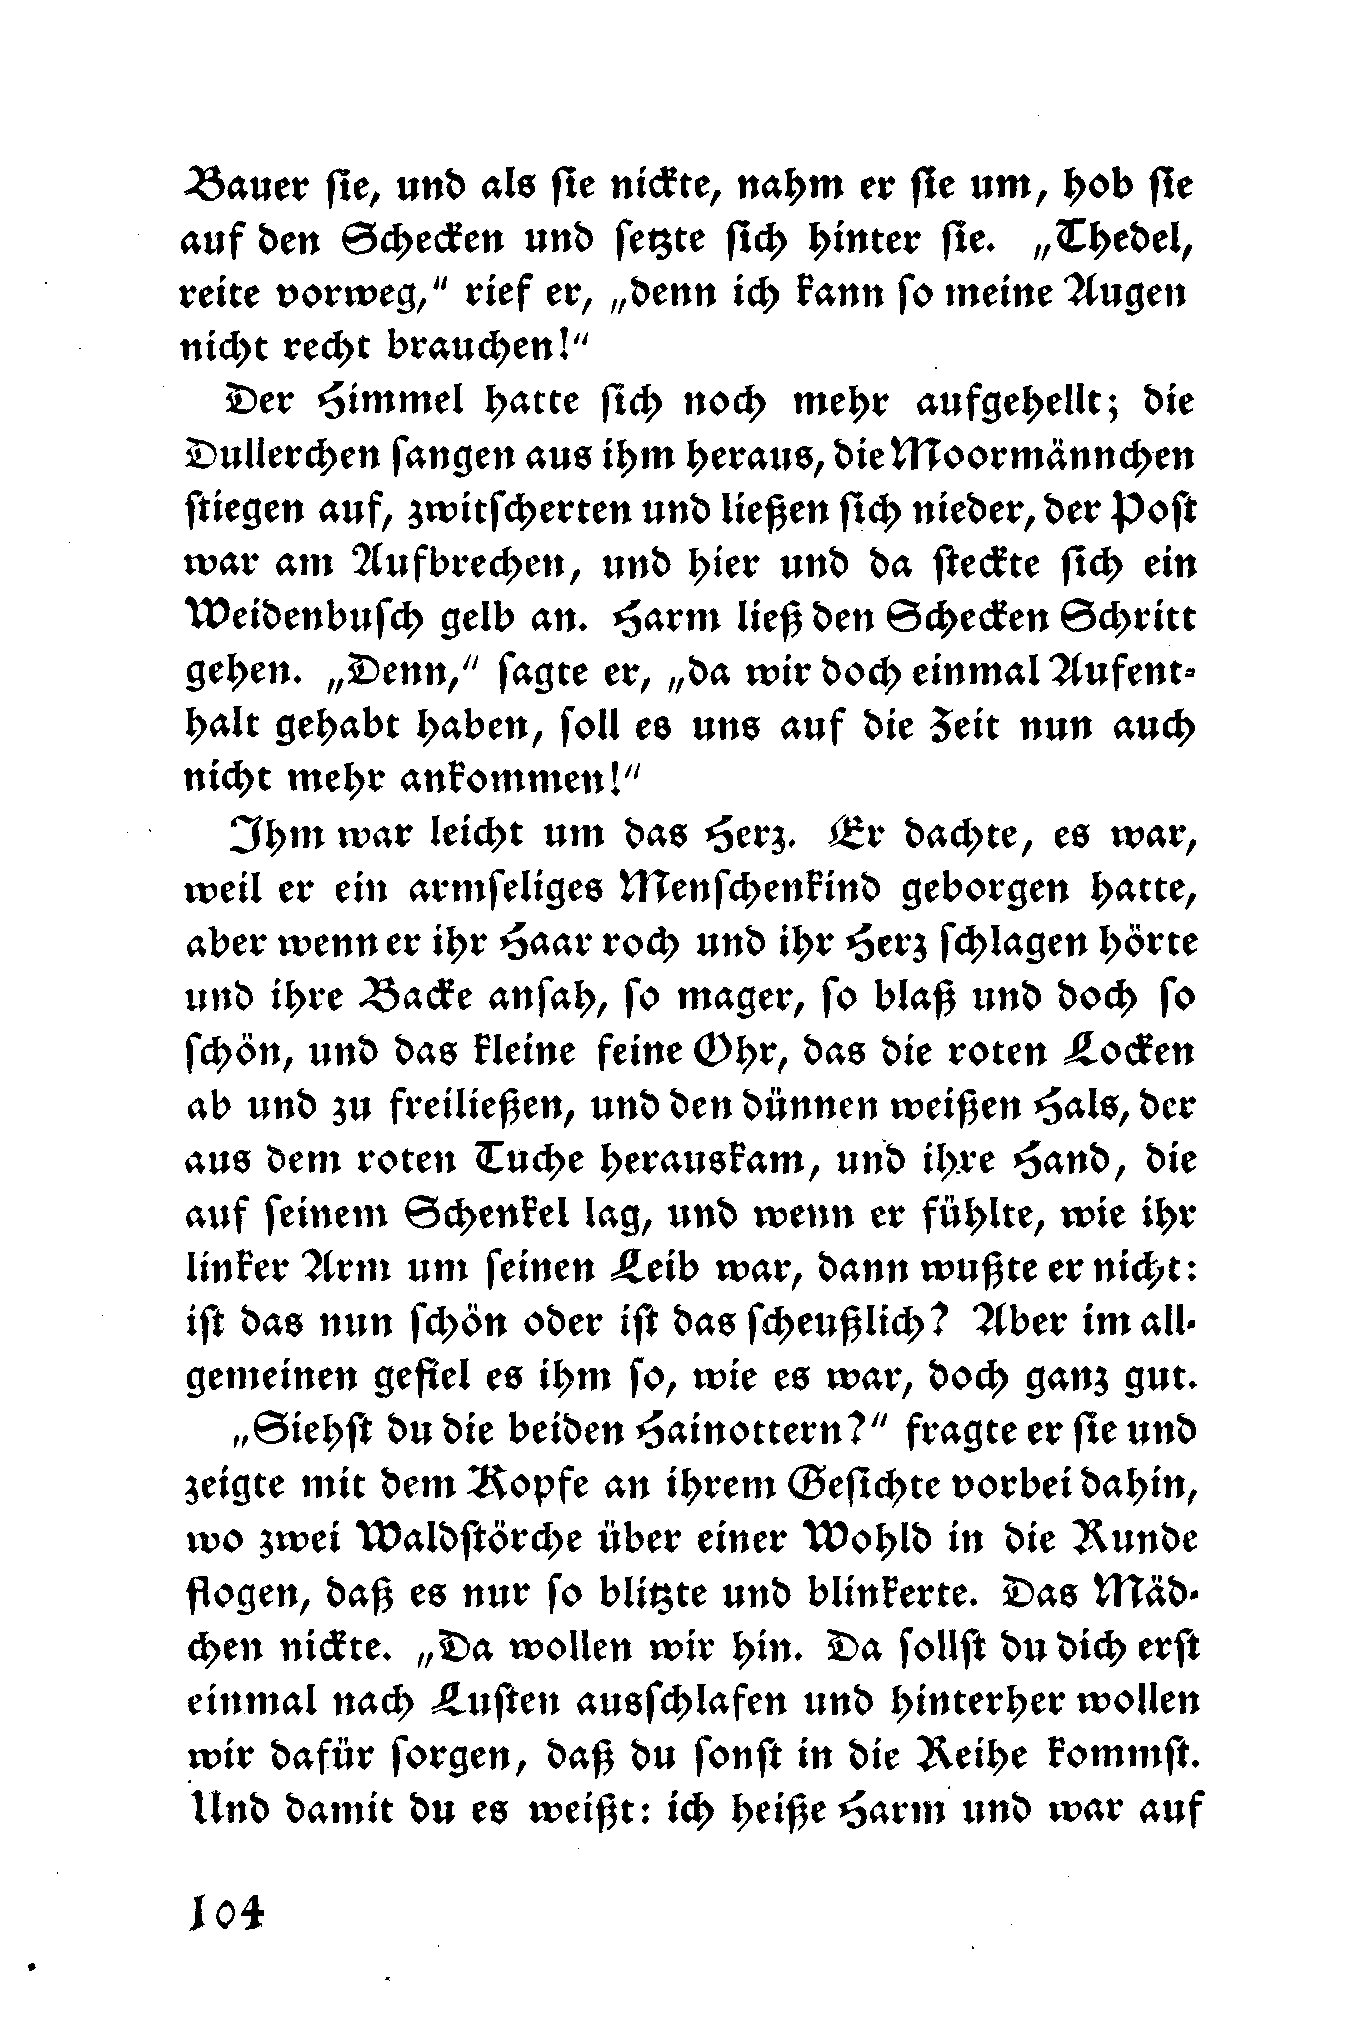 Bauer sie, und als sie nickte, nahm er sie um, hob sie
auf den Schecken und setzte sich hinter sie. „Thedel,
reite vorweg,“ rief er, „denn ich kann so meine Augen
nicht recht brauchen!“
Der Himmel hatte sich noch mehr aufgehellt; die
Dullerchen sangen aus ihm heraus, die Moormännchen
stiegen auf, zwitscherten und ließen sich nieder, der Post
war am Aufbrechen, und hier und da steckte sich ein
Weidenbusch gelb an. Harm ließ den Schecken Schritt
gehen. „Denn,“ sagte er, „da wir doch einmal Aufent-
halt gehabt haben, soll es uns auf die Zeit nun auch
nicht mehr ankommen!“
Ihm war leicht um das Herz. Er dachte, es war,
weil er ein armseliges Menschenkind geborgen hatte,
aber wenn er ihr Haar roch und ihr Herz schlagen hörte
und ihre Backe ansah, so mager, so blaß und doch so
schön, und das kleine feine Ohr, das die roten Locken
ab und zu freiließen, und den dünnen weißen Hals, der
aus dem roten Tuche herauskam, und ihre Hand, die
auf seinem Schenkel lag, und wenn er fühlte, wie ihr
linker Arm um seinen Leib war, dann wußte er nicht:
ist das nun schön oder ist das scheußlich? Aber im all-
gemeinen gefiel es ihm so, wie es war, doch ganz gut.
„Siehst du die beiden Hainottern?“ fragte er sie und
zeigte mit dem Kopfe an ihrem Gesichte vorbei dahin,
wo zwei Waldstörche über einer Wohld in die Runde
flogen, daß es nur so blitzte und blinkerte. Das Mäd-
chen nickte. „Da wollen wir hin. Da sollst du dich erst
einmal nach Lusten ausschlafen und hinterher wollen
wir dafür sorgen, daß du sonst in die Reihe kommst.
Und damit du es weißt: ich heiße Harm und war auf
104